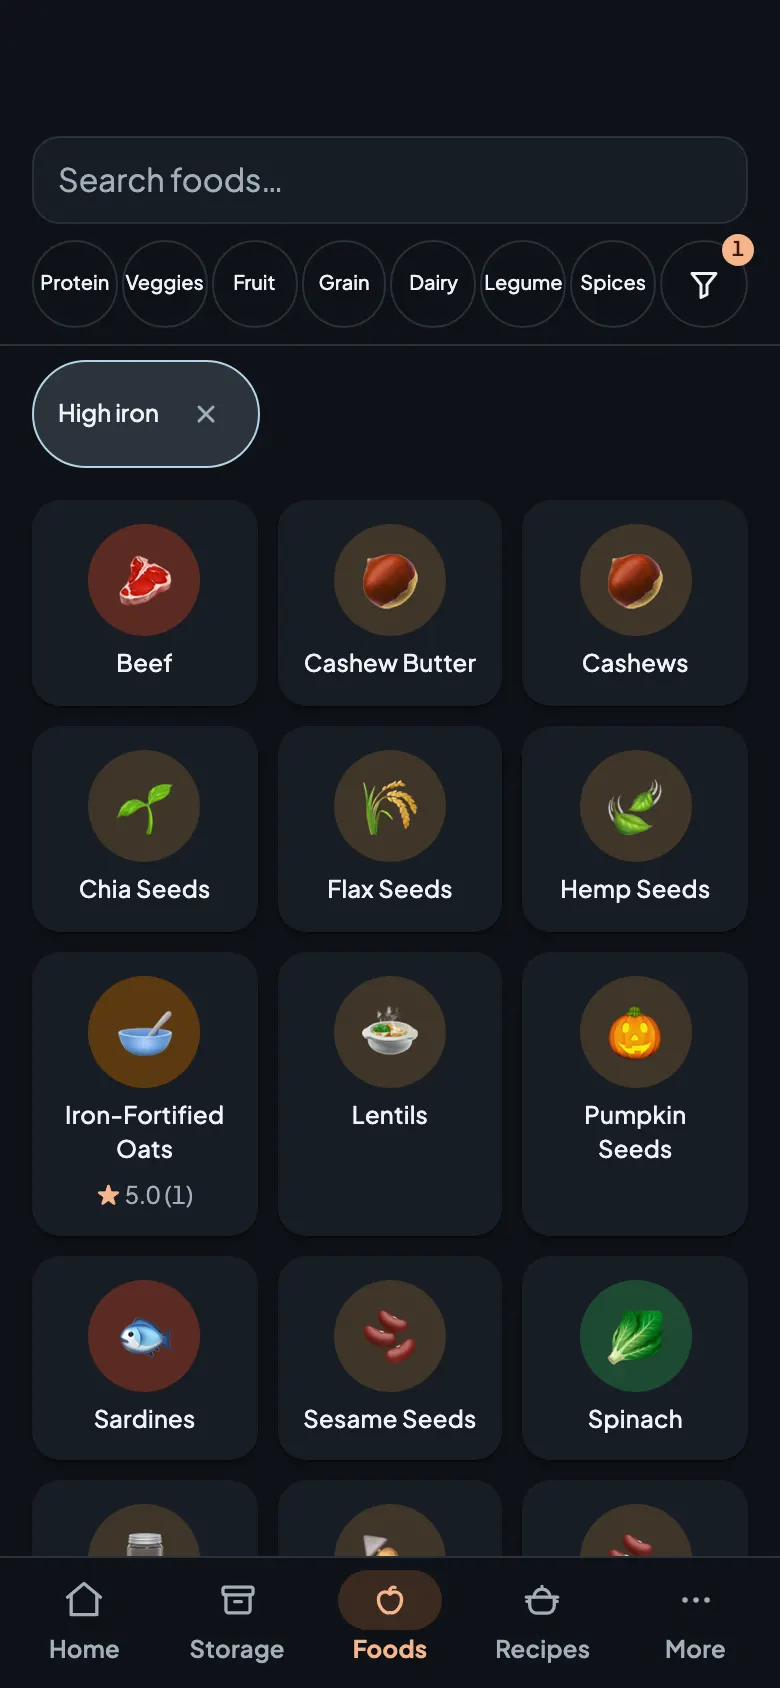 Search foods...
1
Protein
Veggies
Fruit
Grain
Dairy
Legume
Spices
High iron
Beef
Cashew Butter
Cashews
Chia Seeds
Flax Seeds
Hemp Seeds
Iron-Fortified
Oats
5.0 (1)
Lentils
Pumpkin
Seeds
Sardines
Sesame Seeds
Spinach
Home
Storage
Foods
Recipes
More